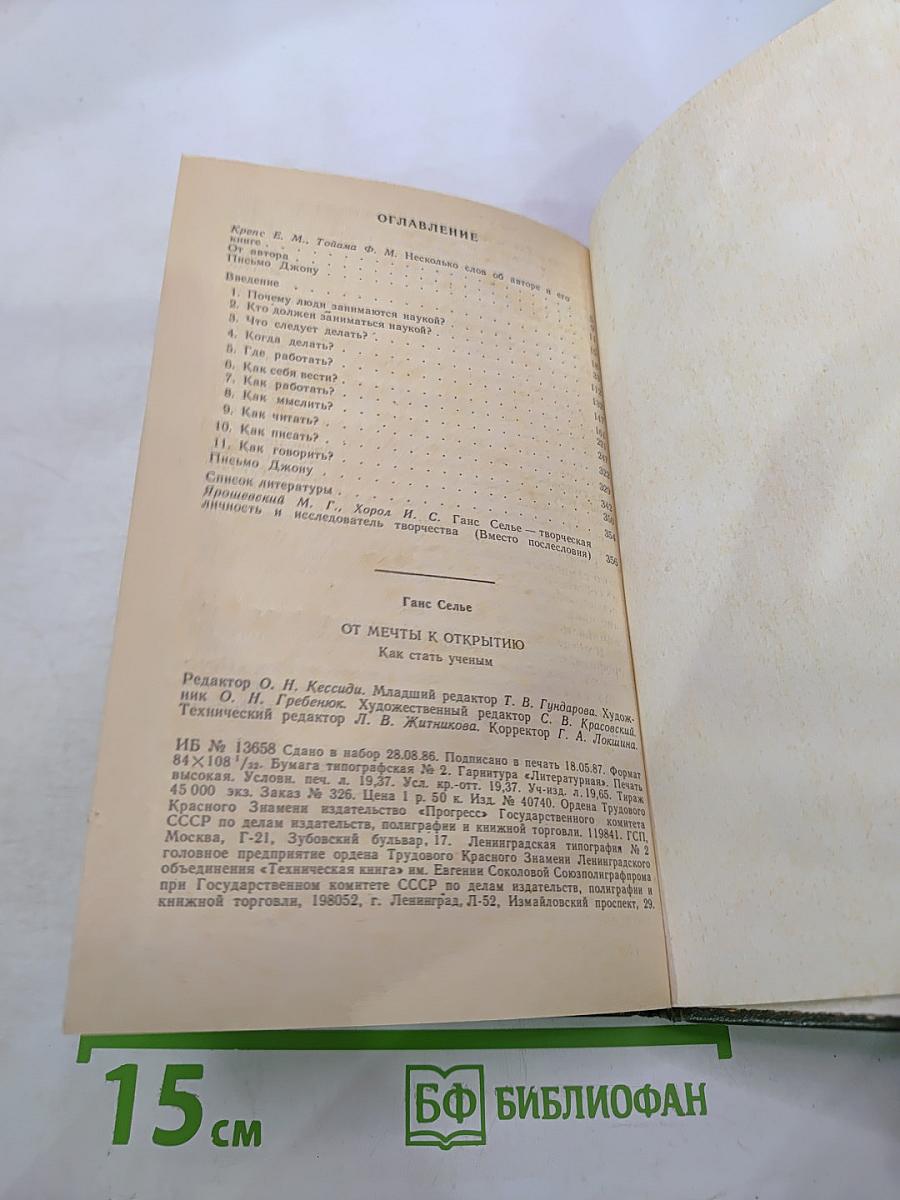 ОГЛАВЛЕНИЕ
Крепс Е. М., Тойама Ф. М. Несколько слов об авторе и его
книге
От автора
Письмо Джону
Введение
1. Почему люди занимаются наукой?
2. Кто должен заниматься наукой?
3. Что следует делать?
4. Когда делать?
5. Где работать?
6. Как себя вести?
7. Как работать?
8. Как мыслить?
9. Как читать?
10. Как писать?
11. Как говорить?
Письмо Джону
Список литературы
Ярошевский М. Г., Хорол И. С. Ганс Селье — творческая
личность и исследователь творчества (Вместо послесловия) 356
Ганс Селье
ОТ МЕЧТЫ К ОТКРЫТИЮ
Как стать ученым
Редактор О. Н. Кессиди. Младший редактор Т. В. Гундарова. Худож-
ник О. Н. Гребенюк. Художественный редактор С. В. Красовский.
Технический редактор Л. В. Житникова. Корректор Г. А. Локшина.
ИБ № 13658 Сдано в набор 28.08.86. Подписано в печать 18.05.87. Формат
84×108 1/32. Бумага типографская № 2. Гарнитура «Литературная». Печать
высокая. Условн. печ. л. 19,37. Усл. кр.-отт. 19,37. Уч-изд. л. 19,65. Тираж
45 000 экз. Заказ № 326. Цена 1 р. 50 к. Изд. № 40740. Ордена Трудового
Красного Знамени издательство «Прогресс» Государственного комитета
СССР по делам издательств, полиграфии и книжной торговли. 119841. ГСП,
Москва, Г-21, Зубовский бульвар, 17. Ленинградская типография № 2
головное предприятие ордена Трудового Красного Знамени Ленинградского
объединения «Техническая книга» им. Евгении Соколовой Союзполиграфпрома
при Государственном комитете СССР по делам издательств, полиграфии и
книжной торговли, 198052, г. Ленинград, Л-52, Измайловский проспект, 29.
15 см
БФ БИБЛИОФАН